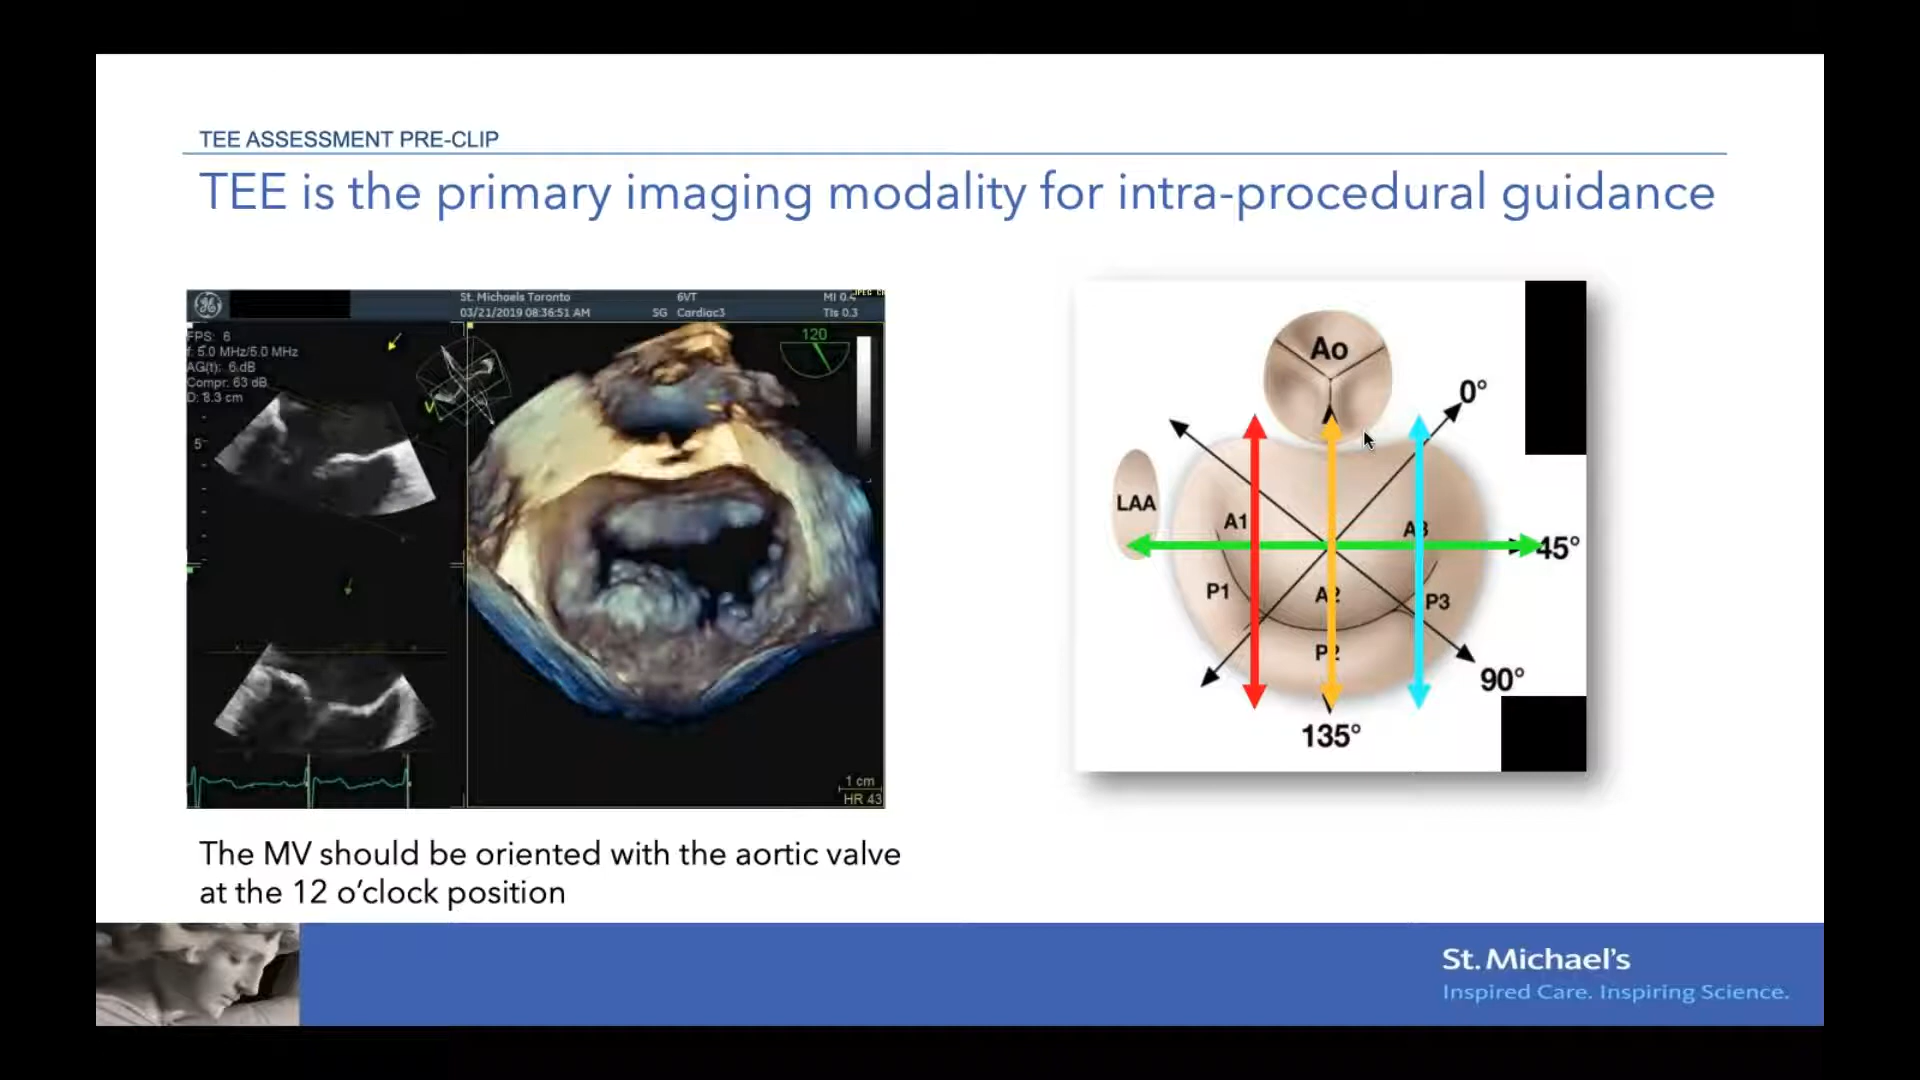 TEE ASSESSMENT PRE-CLIP
TEE is the primary imaging modality for intra-procedural guidance
St. Michaels Toronto
03/21/2019 08:36:51 AM
6VT
SG Cardiac3
MI 0.4
TIs 0.3
FPS: 6
f: 5.0 MHz/5.0 MHz
AG(t): 6 dB
Compr. 63 dB
D: 8.3 cm
5
V
120
1 cm
HR 43
Ao
0°
LAA
A1
A3
45°
P1
A2
P3
P2
90°
135°
The MV should be oriented with the aortic valve
at the 12 o'clock position
St. Michael's
Inspired Care. Inspiring Science.